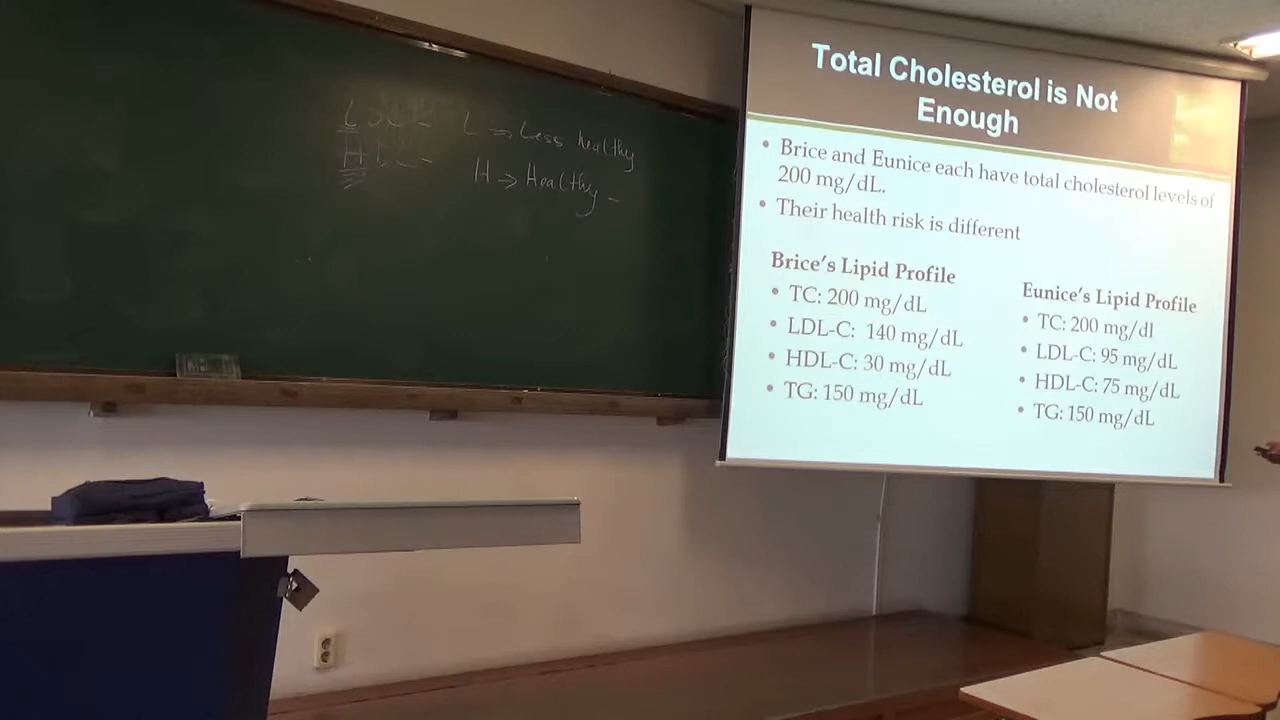 LDL - L → Less healthy
HDL - H → Healthy -
Total Cholesterol is Not
Enough
• Brice and Eunice each have total cholesterol levels of
200 mg/dL.
• Their health risk is different
Brice's Lipid Profile
• TC: 200 mg/dL
• LDL-C: 140 mg/dL
• HDL-C: 30 mg/dL
• TG: 150 mg/dL
Eunice's Lipid Profile
• TC: 200 mg/dl
• LDL-C: 95 mg/dL
• HDL-C: 75 mg/dL
• TG: 150 mg/dL